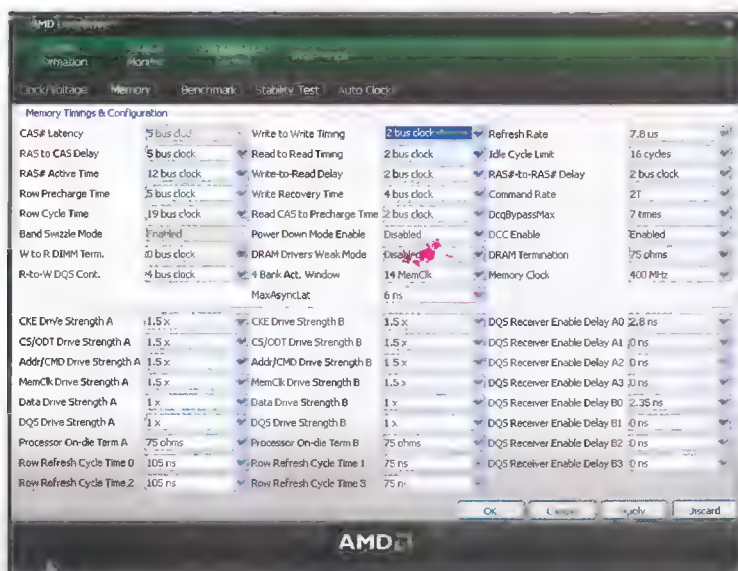 AMD
Memory Benchmark Stability Test Auto Clock
Memory Timings & Configuration
CAS# Latency 5 bus clock Write to Write Timing 2 bus clock Refresh Rate 7.8 us
RAS to CAS Delay 5 bus clock Read to Read Timing 2 bus clock Idle Cycle Limit 16 cycles
RAS# Active Time 12 bus clock Write-to-Read Delay 2 bus clock RAS#-to-RAS# Delay 2 bus clock
Row Precharge Time 5 bus clock Write Recovery Time 4 bus clock Command Rate 2T
Row Cycle Time 19 bus clock Read CAS to Precharge Time 2 bus clock DcqBypassMax 7 times
Band Swizzle Mode Enabled Power Down Mode Enable Disabled DCC Enable Enabled
W to R DIMM Term. 0 bus clock DRAM Drivers Weak Mode Disabled DRAM Termination 75 ohms
R-to-W DQS Cont. 4 bus clock 4 Bank Act. Window 14 MemClk Memory Clock 400 MHz
MaxAsyncLat 6 ns
CKE Drive Strength A 1.5 x CKE Drive Strength B 1.5 x DQS Receiver Enable Delay A0 2.8 ns
CS/ODT Drive Strength A 1.5 x CS/ODT Drive Strength B 1.5 x DQS Receiver Enable Delay A1 0 ns
Addr/CMD Drive Strength A 1.5 x Addr/CMD Drive Strength B 1.5 x DQS Receiver Enable Delay A2 0 ns
MemClk Drive Strength A 1.5 x MemClk Drive Strength B 1.5 x DQS Receiver Enable Delay A3 0 ns
Data Drive Strength A 1 x Data Drive Strength B 1 x DQS Receiver Enable Delay B0 2.35 ns
DQS Drive Strength A 1 x DQS Drive Strength B 1 x DQS Receiver Enable Delay B1 0 ns
Processor On-die Term A 75 ohms Processor On-die Term B 75 ohms DQS Receiver Enable Delay B2 0 ns
Row Refresh Cycle Time 0 105 ns Row Refresh Cycle Time 1 75 ns DQS Receiver Enable Delay B3 0 ns
Row Refresh Cycle Time 2 105 ns Row Refresh Cycle Time 3 75 ns
OK Cancel Apply Discard
AMD